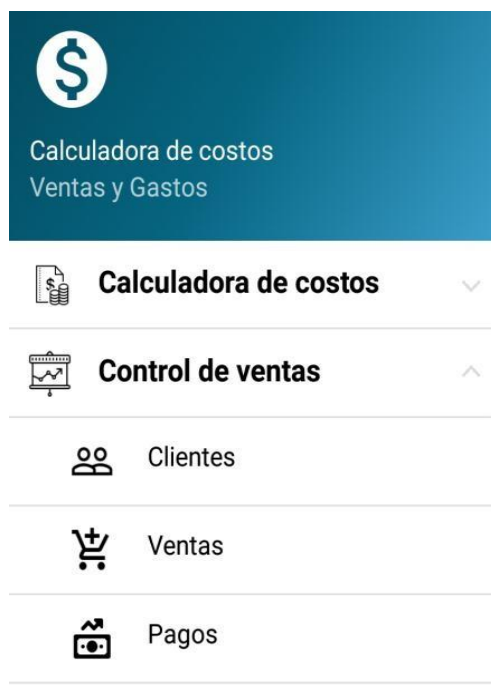 $
Calculadora de costos
Ventas y Gastos
Calculadora de costos
Control de ventas
Clientes
Ventas
Pagos